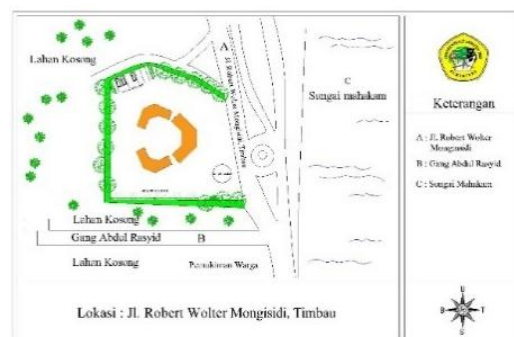 Lahan Kosong
A
Jl. Robert Wolter Mongisidi, Timbau
C
Sungai mahakam
Lahan Kosong
Gang Abdul Rasyid B
Lahan Kosong
Pemukiman Warga
Lokasi : Jl. Robert Wolter Mongisidi, Timbau
Keterangan
A : Jl. Robert Wolter
Mongisidi
B : Gang Abdul Rasyid
C : Sungai Mahakam
U
B T
S